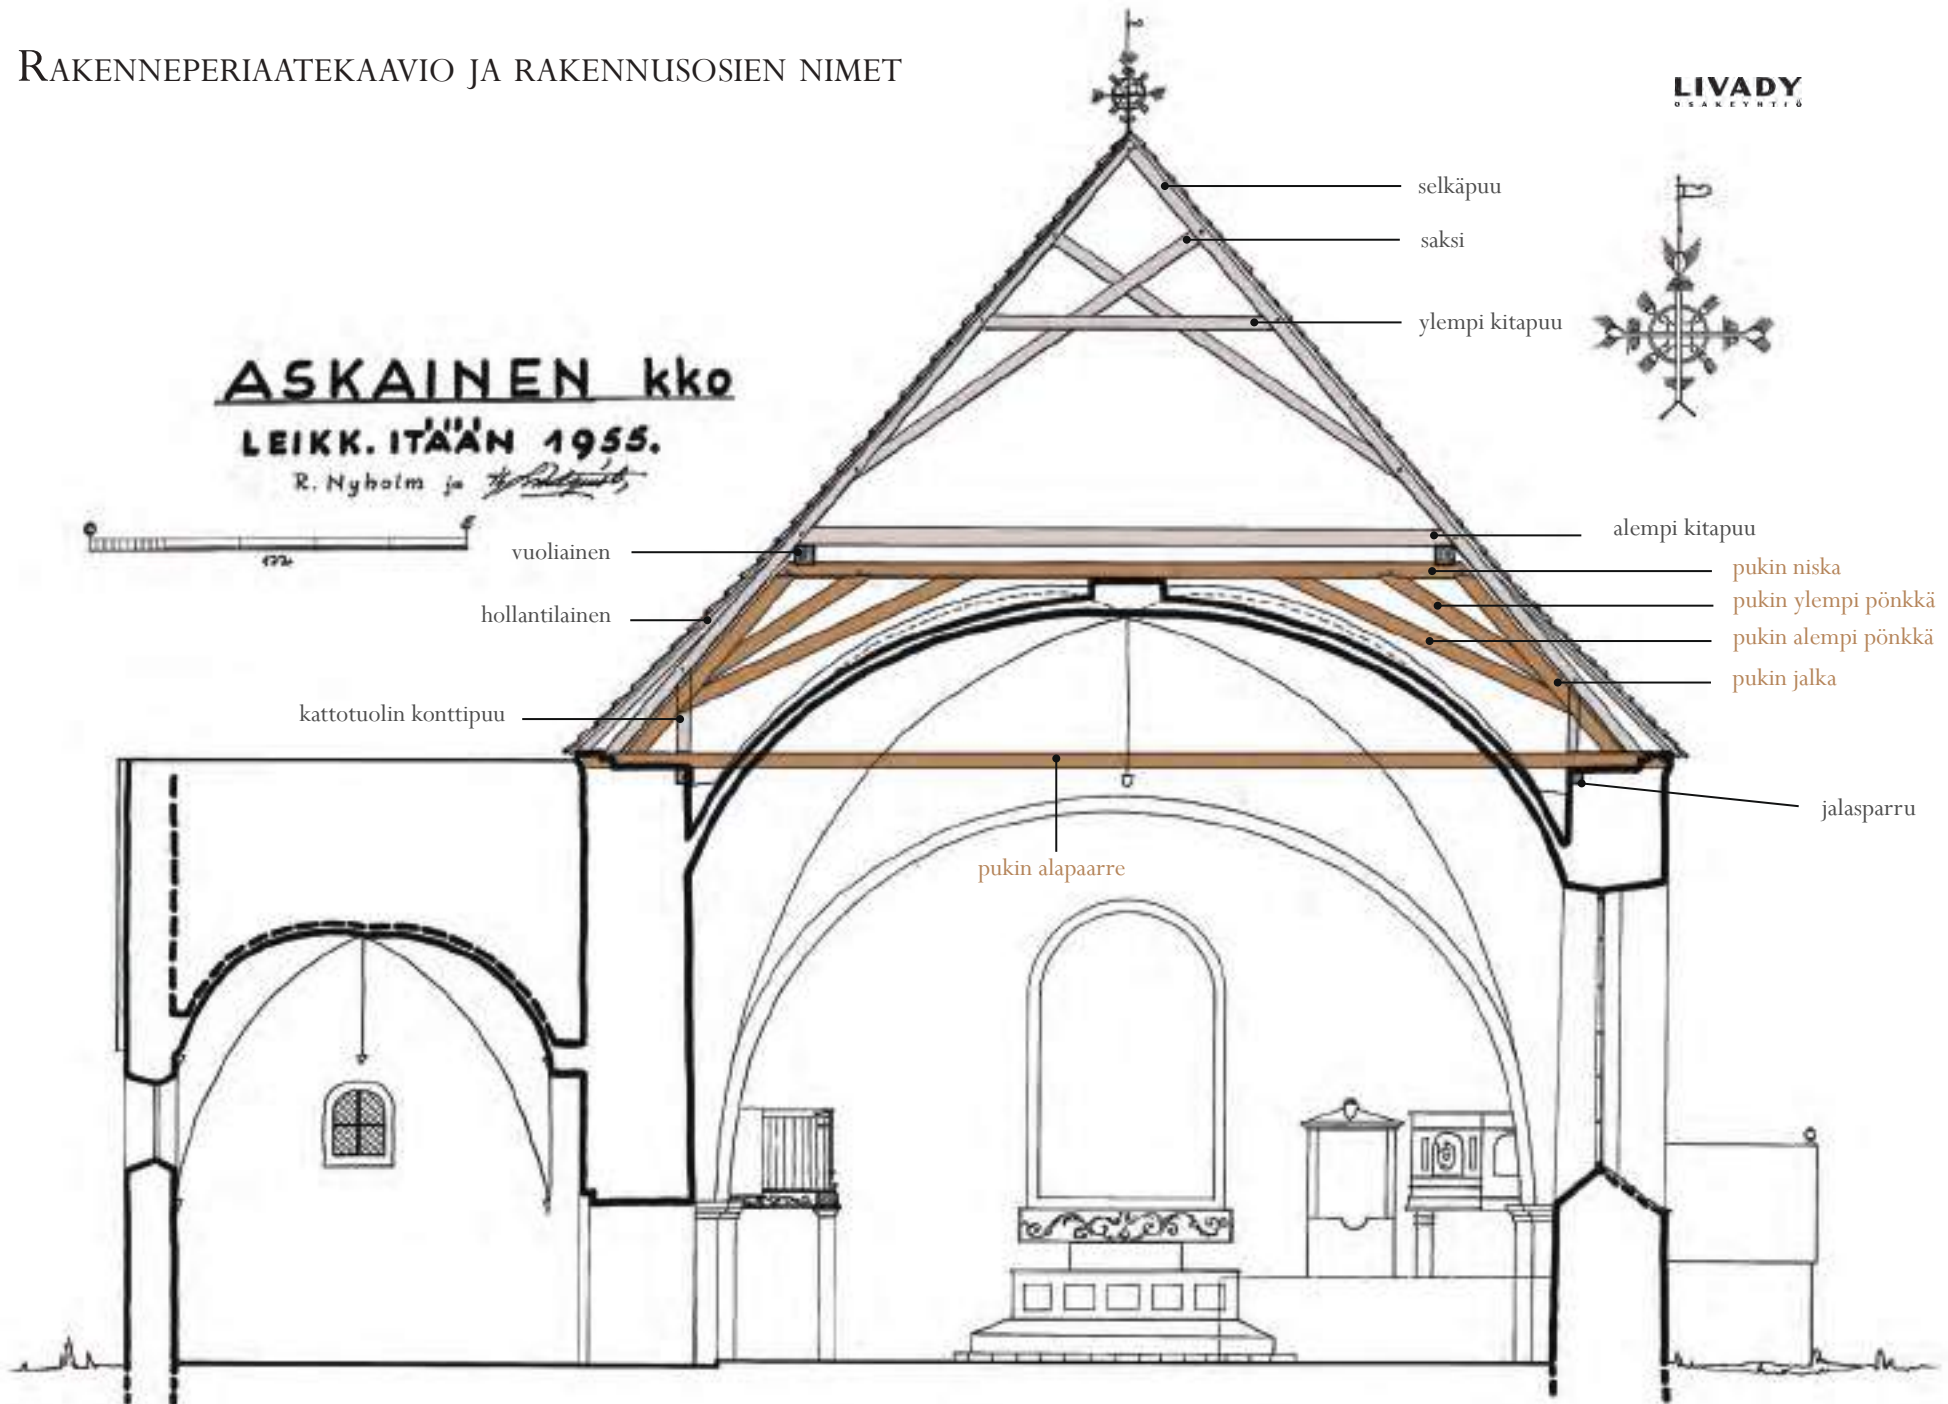 RAKENNEPERIAATEKAAVIO JA RAKENNUSOSIEN NIMET
LIVADY
OSAKEYHTIÖ
selkäpuu
saksi
ylempi kitapuu
ASKAINEN kko
LEIKK. ITÄÄN 1955.
R. Nyholm ja
alempi kitapuu
vuoliainen
pukin niska
pukin ylempi pönkkä
hollantilainen
pukin alempi pönkkä
pukin jalka
kattotuolin konttipuu
jalasparru
pukin alapaarre